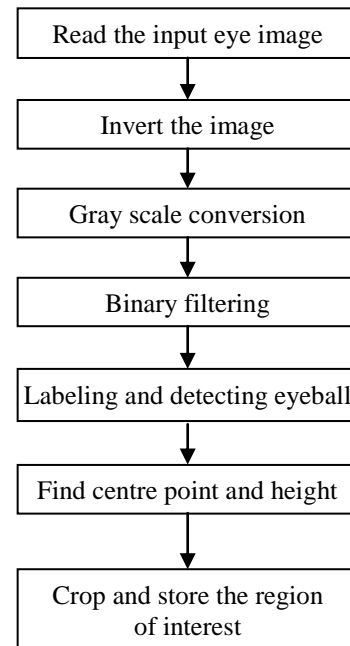 Read the input eye image
Invert the image
Gray scale conversion
Binary filtering
Labeling and detecting eyeball
Find centre point and height
Crop and store the region
of interest